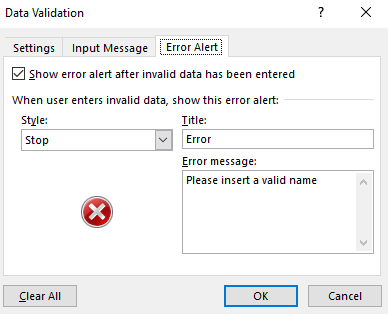 Data Validation
?
Settings
Input Message
Error Alert
Show error alert after invalid data has been entered
When user enters invalid data, show this error alert:
Style:
Title:
Stop
Error
Error message:
Please insert a valid name
Clear All
OK
Cancel